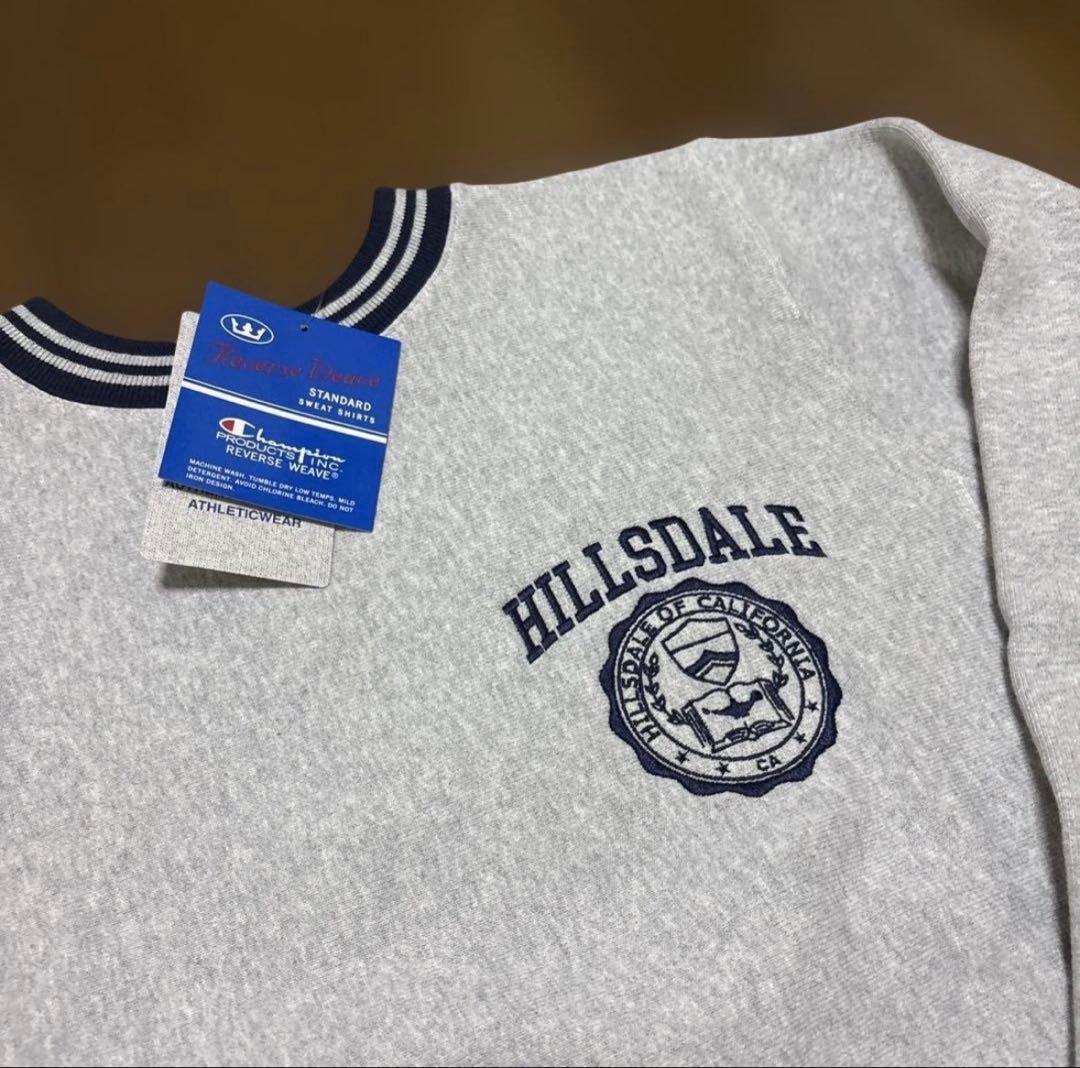 Reverse Weave
STANDARD
SWEAT SHIRTS
Champion
PRODUCTS INC.
REVERSE WEAVE®
MACHINE WASH, TUMBLE DRY LOW TEMPS, MILD
DETERGENT. AVOID CHLORINE BLEACH, DO NOT
IRON DESIGN.
ATHLETICWEAR
HILLSDALE
HILLSDALE OF CALIFORNIA
CA